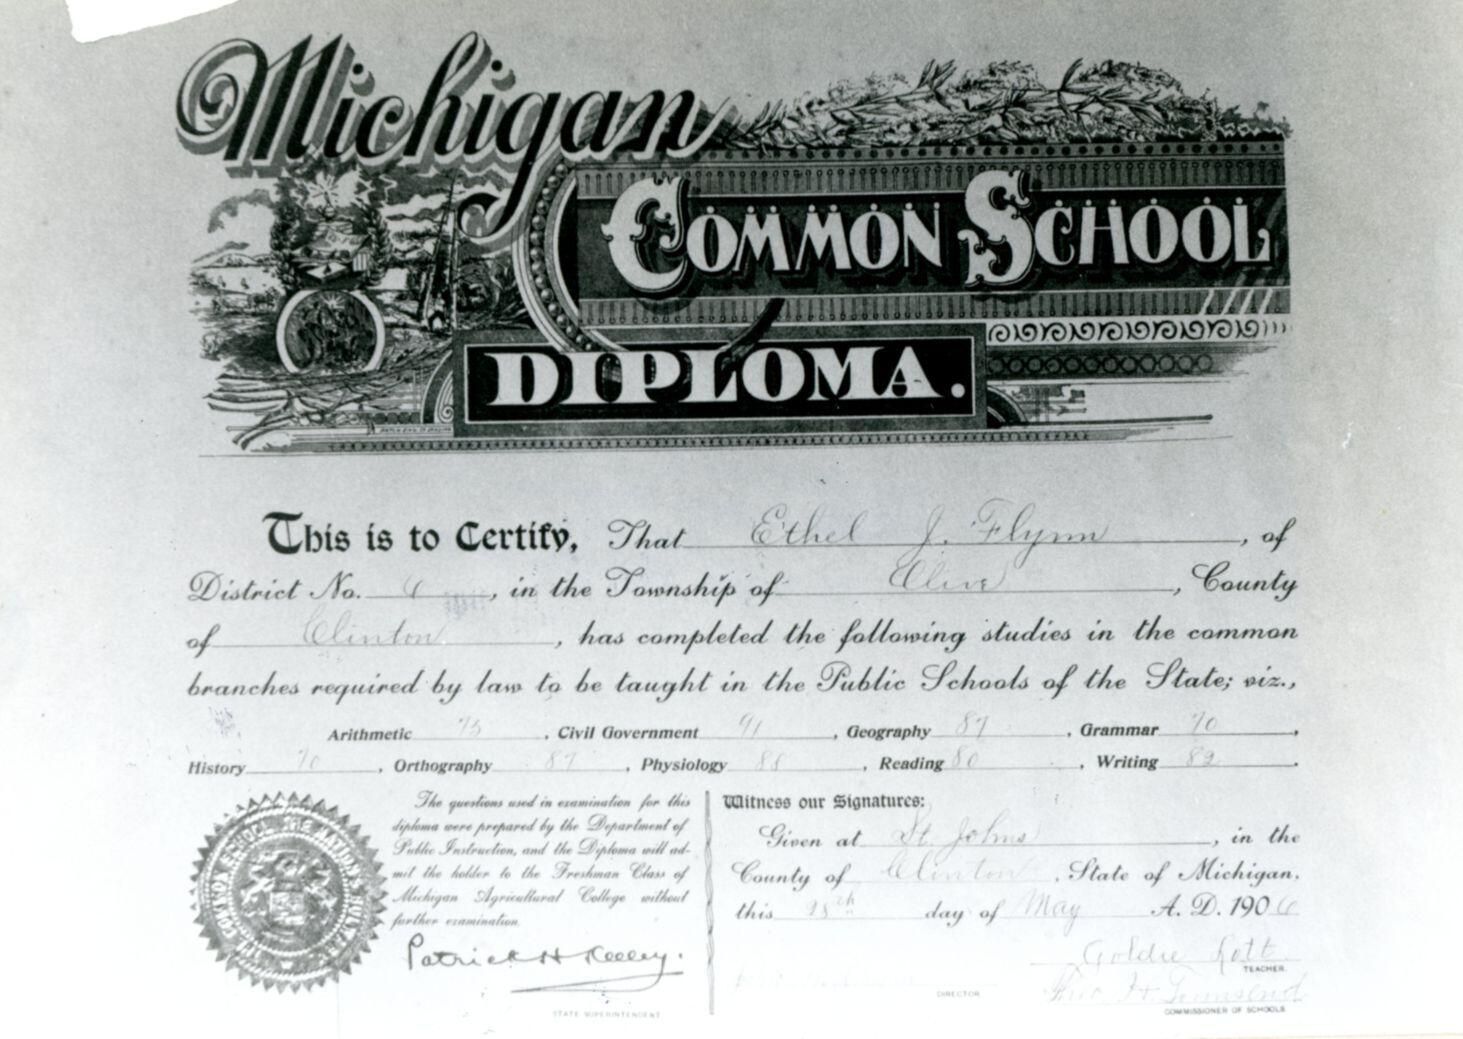 Michigan
COMMON SCHOOL
DIPLOMA.
This is to Certify, That Ethel J. Flynn, of
District No. 6, in the Township of Olive, County
of Clinton, has completed the following studies in the common
branches required by law to be taught in the Public Schools of the State; viz.,
Arithmetic 75, Civil Government 91, Geography 87, Grammar 70,
History 70, Orthography 87, Physiology 88, Reading 80, Writing 82.
The questions used in examination for this
diploma were prepared by the Department of
Public Instruction, and the Diploma will ad-
mit the holder to the Freshman Class of
Michigan Agricultural College without
further examination.
Patrick H Kelley.
STATE SUPERINTENDENT
Witness our Signatures:
Given at St. Johns, in the
County of Clinton, State of Michigan,
this 25th day of May A. D. 1906
Goldie Lott
TEACHER.
DIRECTOR
H. Townsend
COMMISSIONER OF SCHOOLS